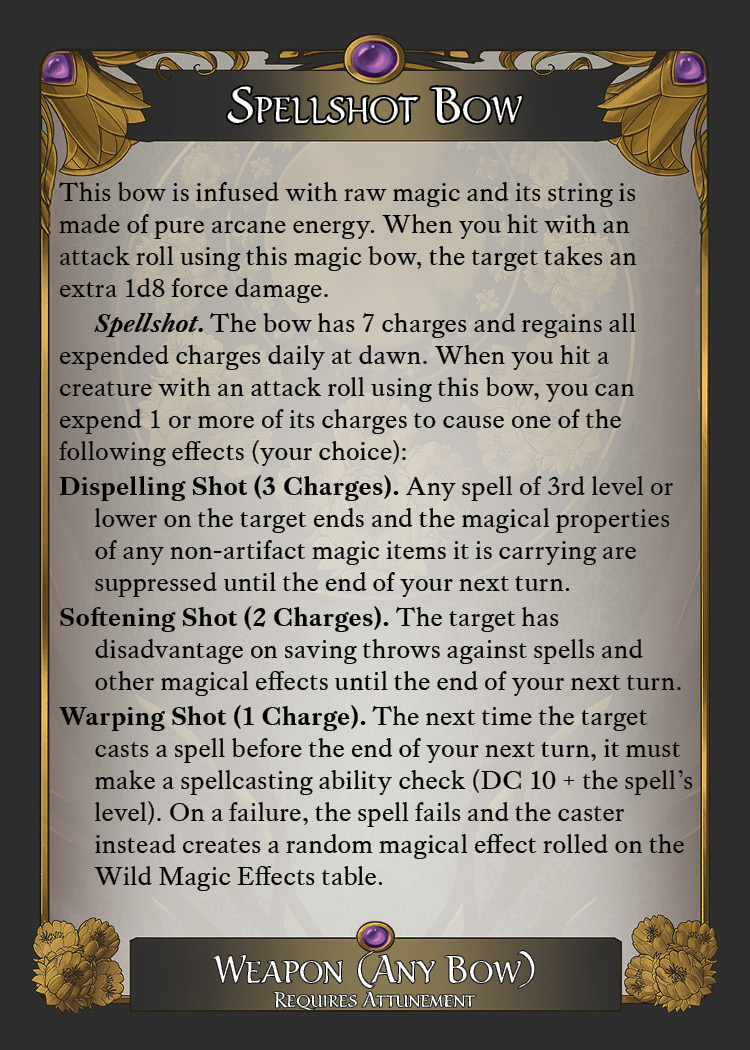 Spellshot Bow
This bow is infused with raw magic and its string is
made of pure arcane energy. When you hit with an
attack roll using this magic bow, the target takes an
extra 1d8 force damage.
Spellshot. The bow has 7 charges and regains all
expended charges daily at dawn. When you hit a
creature with an attack roll using this bow, you can
expend 1 or more of its charges to cause one of the
following effects (your choice):
Dispelling Shot (3 Charges). Any spell of 3rd level or
lower on the target ends and the magical properties
of any non-artifact magic items it is carrying are
suppressed until the end of your next turn.
Softening Shot (2 Charges). The target has
disadvantage on saving throws against spells and
other magical effects until the end of your next turn.
Warping Shot (1 Charge). The next time the target
casts a spell before the end of your next turn, it must
make a spellcasting ability check (DC 10 + the spell's
level). On a failure, the spell fails and the caster
instead creates a random magical effect rolled on the
Wild Magic Effects table.
Weapon (Any Bow)
Requires Attunement